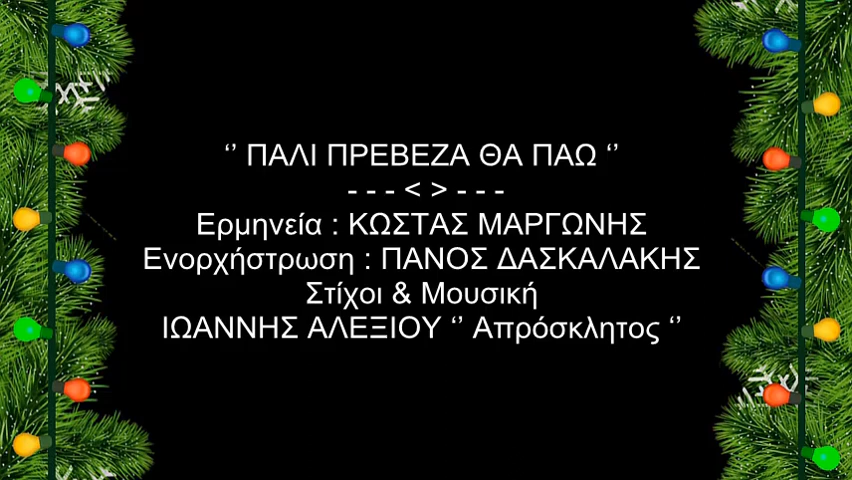 ‘’ ΠΑΛΙ ΠΡΕΒΕΖΑ ΘΑ ΠΑΩ ‘’
- - - < > - - -
Ερμηνεία : ΚΩΣΤΑΣ ΜΑΡΓΩΝΗΣ
Ενορχήστρωση : ΠΑΝΟΣ ΔΑΣΚΑΛΑΚΗΣ
Στίχοι & Μουσική
ΙΩΑΝΝΗΣ ΑΛΕΞΙΟΥ ‘’ Απρόσκλητος ‘’